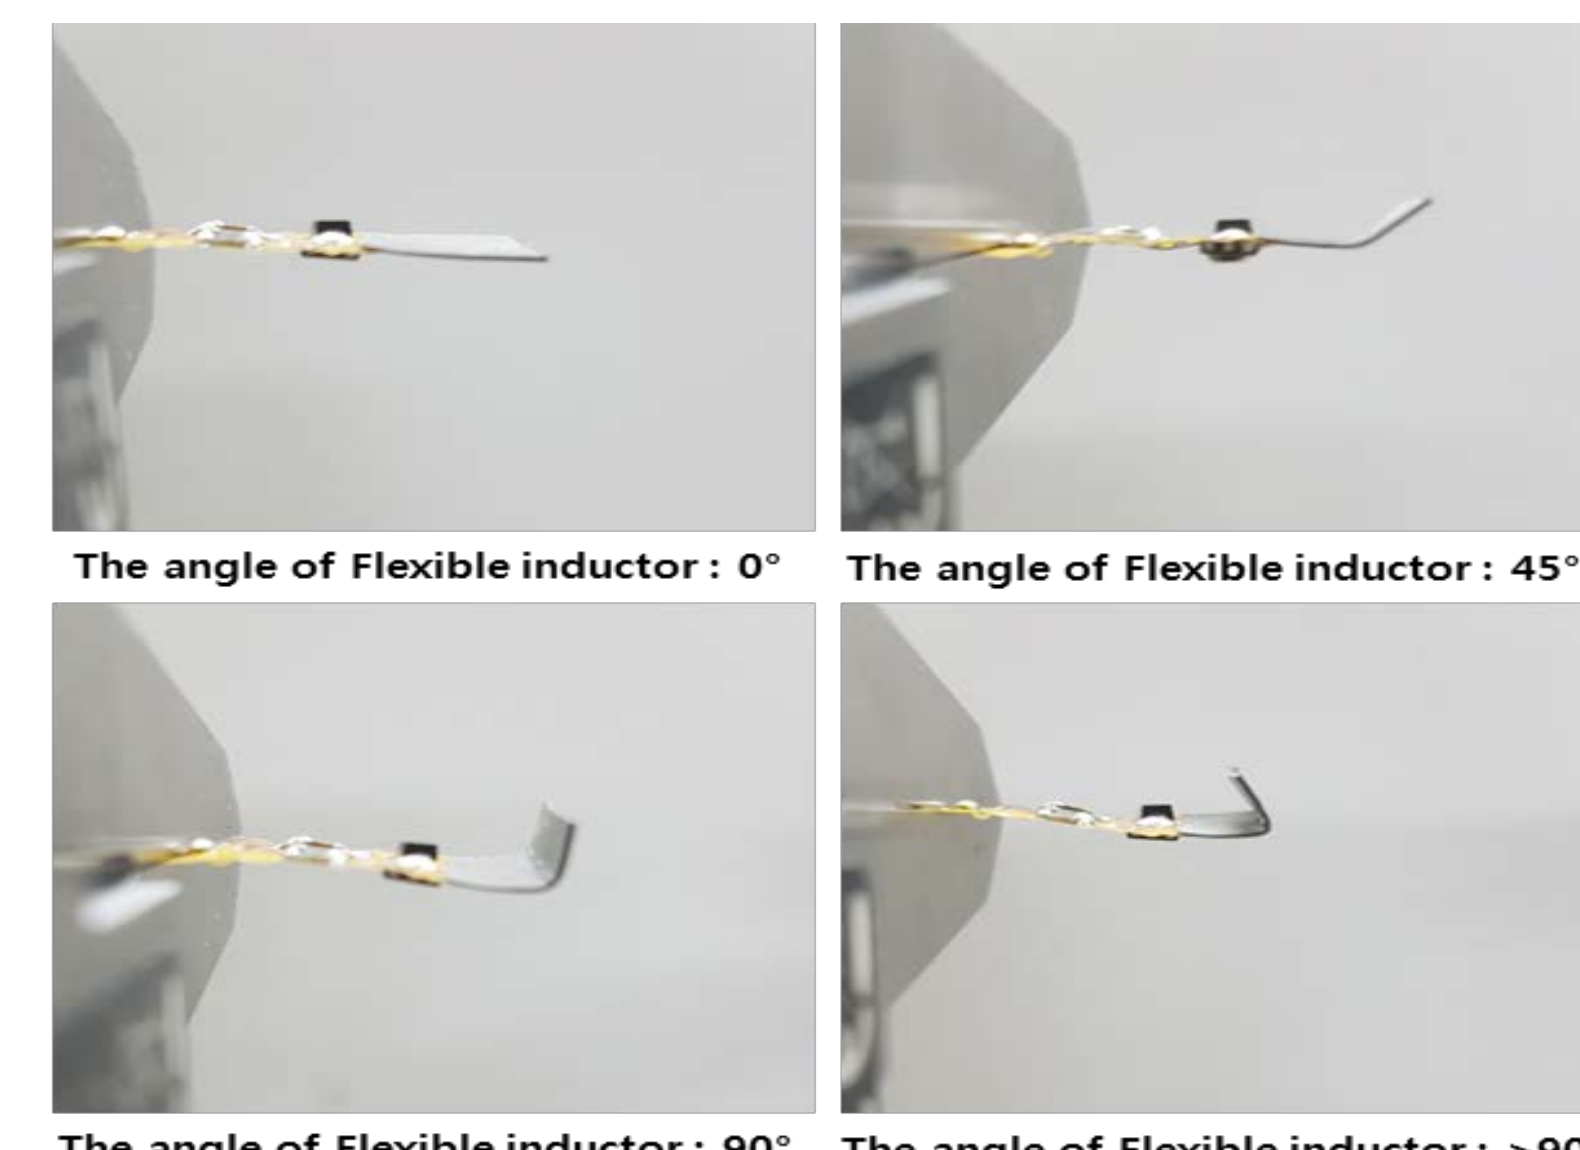 The angle of Flexible inductor : 0°
The angle of Flexible inductor : 45°
The angle of Flexible inductor : 90°
The angle of Flexible inductor : >90